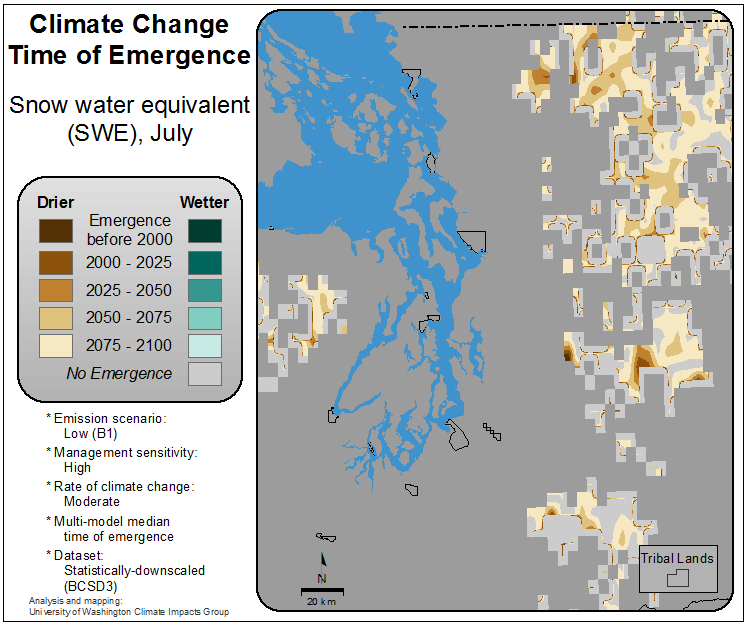 Climate Change
Time of Emergence
Snow water equivalent
(SWE), July
Drier
Wetter
Emergence
before 2000
2000 - 2025
2025 - 2050
2050 - 2075
2075 - 2100
No Emergence
* Emission scenario:
Low (B1)
* Management sensitivity:
High
* Rate of climate change:
Moderate
* Multi-model median
time of emergence
* Dataset:
Statistically-downscaled
(BCSD3)
Analysis and mapping:
University of Washington Climate Impacts Group
N
20 km
Tribal Lands